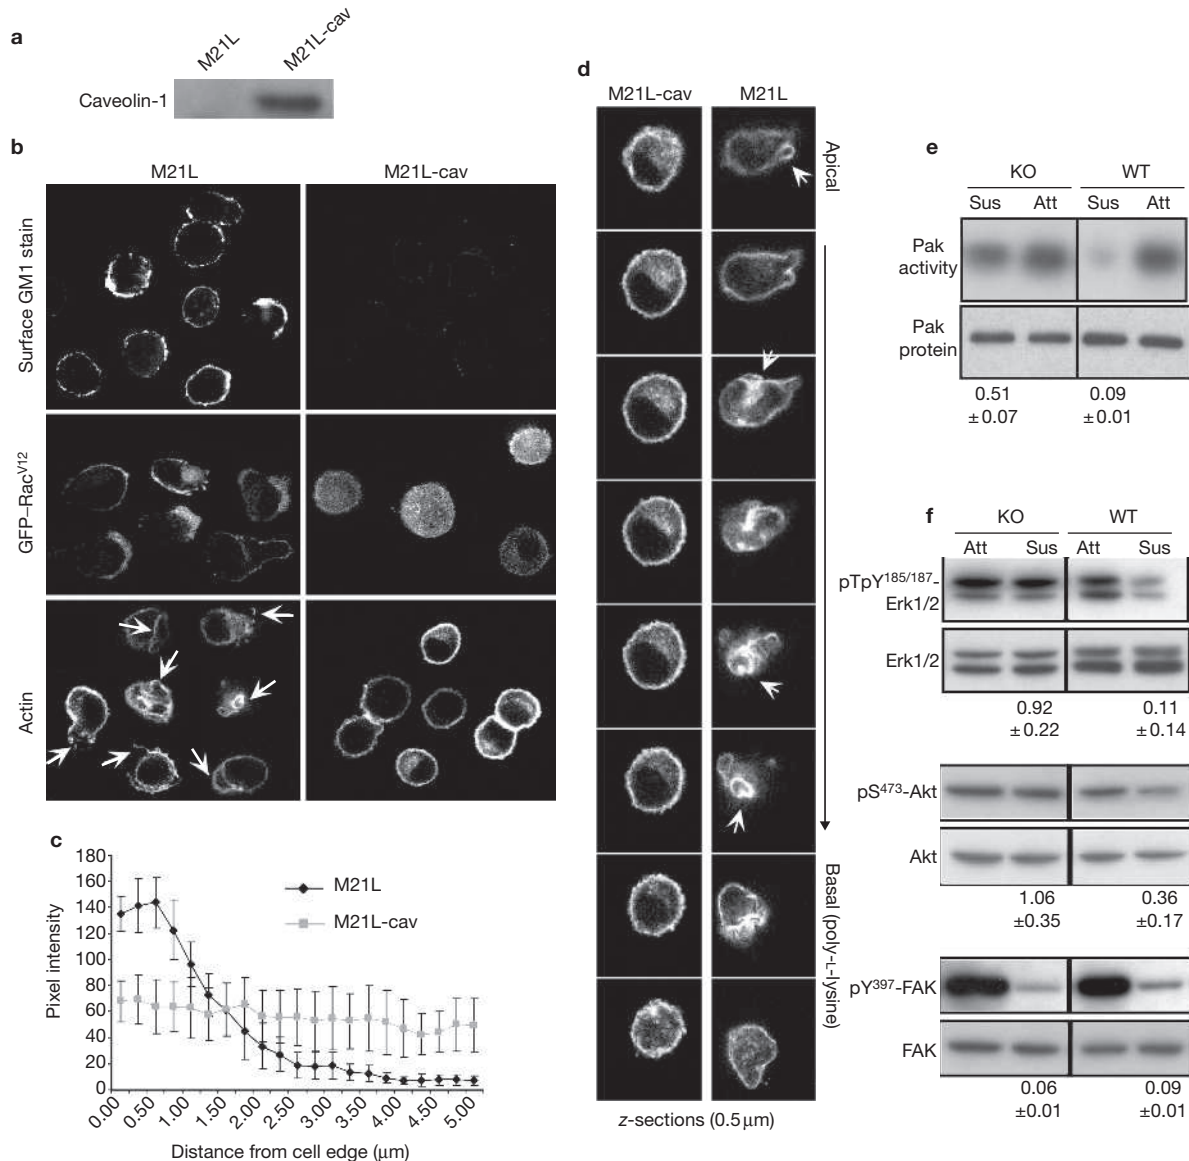 a
M21L
M21L-cav
Caveolin-1
b
M21L
M21L-cav
Surface GM1 stain
GFP–Rac^V12
Actin
c
180
160
140
120
100
80
60
40
20
0
Pixel intensity
M21L
M21L-cav
0.00
0.50
1.00
1.50
2.00
2.50
3.00
3.50
4.00
4.50
5.00
Distance from cell edge (μm)
d
M21L-cav
M21L
Apical
Basal (poly-L-lysine)
z-sections (0.5 μm)
e
KO
WT
Sus
Att
Sus
Att
Pak
activity
Pak
protein
0.51
±0.07
0.09
±0.01
f
KO
WT
Att
Sus
Att
Sus
pTpY^185/187-
Erk1/2
Erk1/2
0.92
±0.22
0.11
±0.14
pS^473-Akt
Akt
1.06
±0.35
0.36
±0.17
pY^397-FAK
FAK
0.06
±0.01
0.09
±0.01